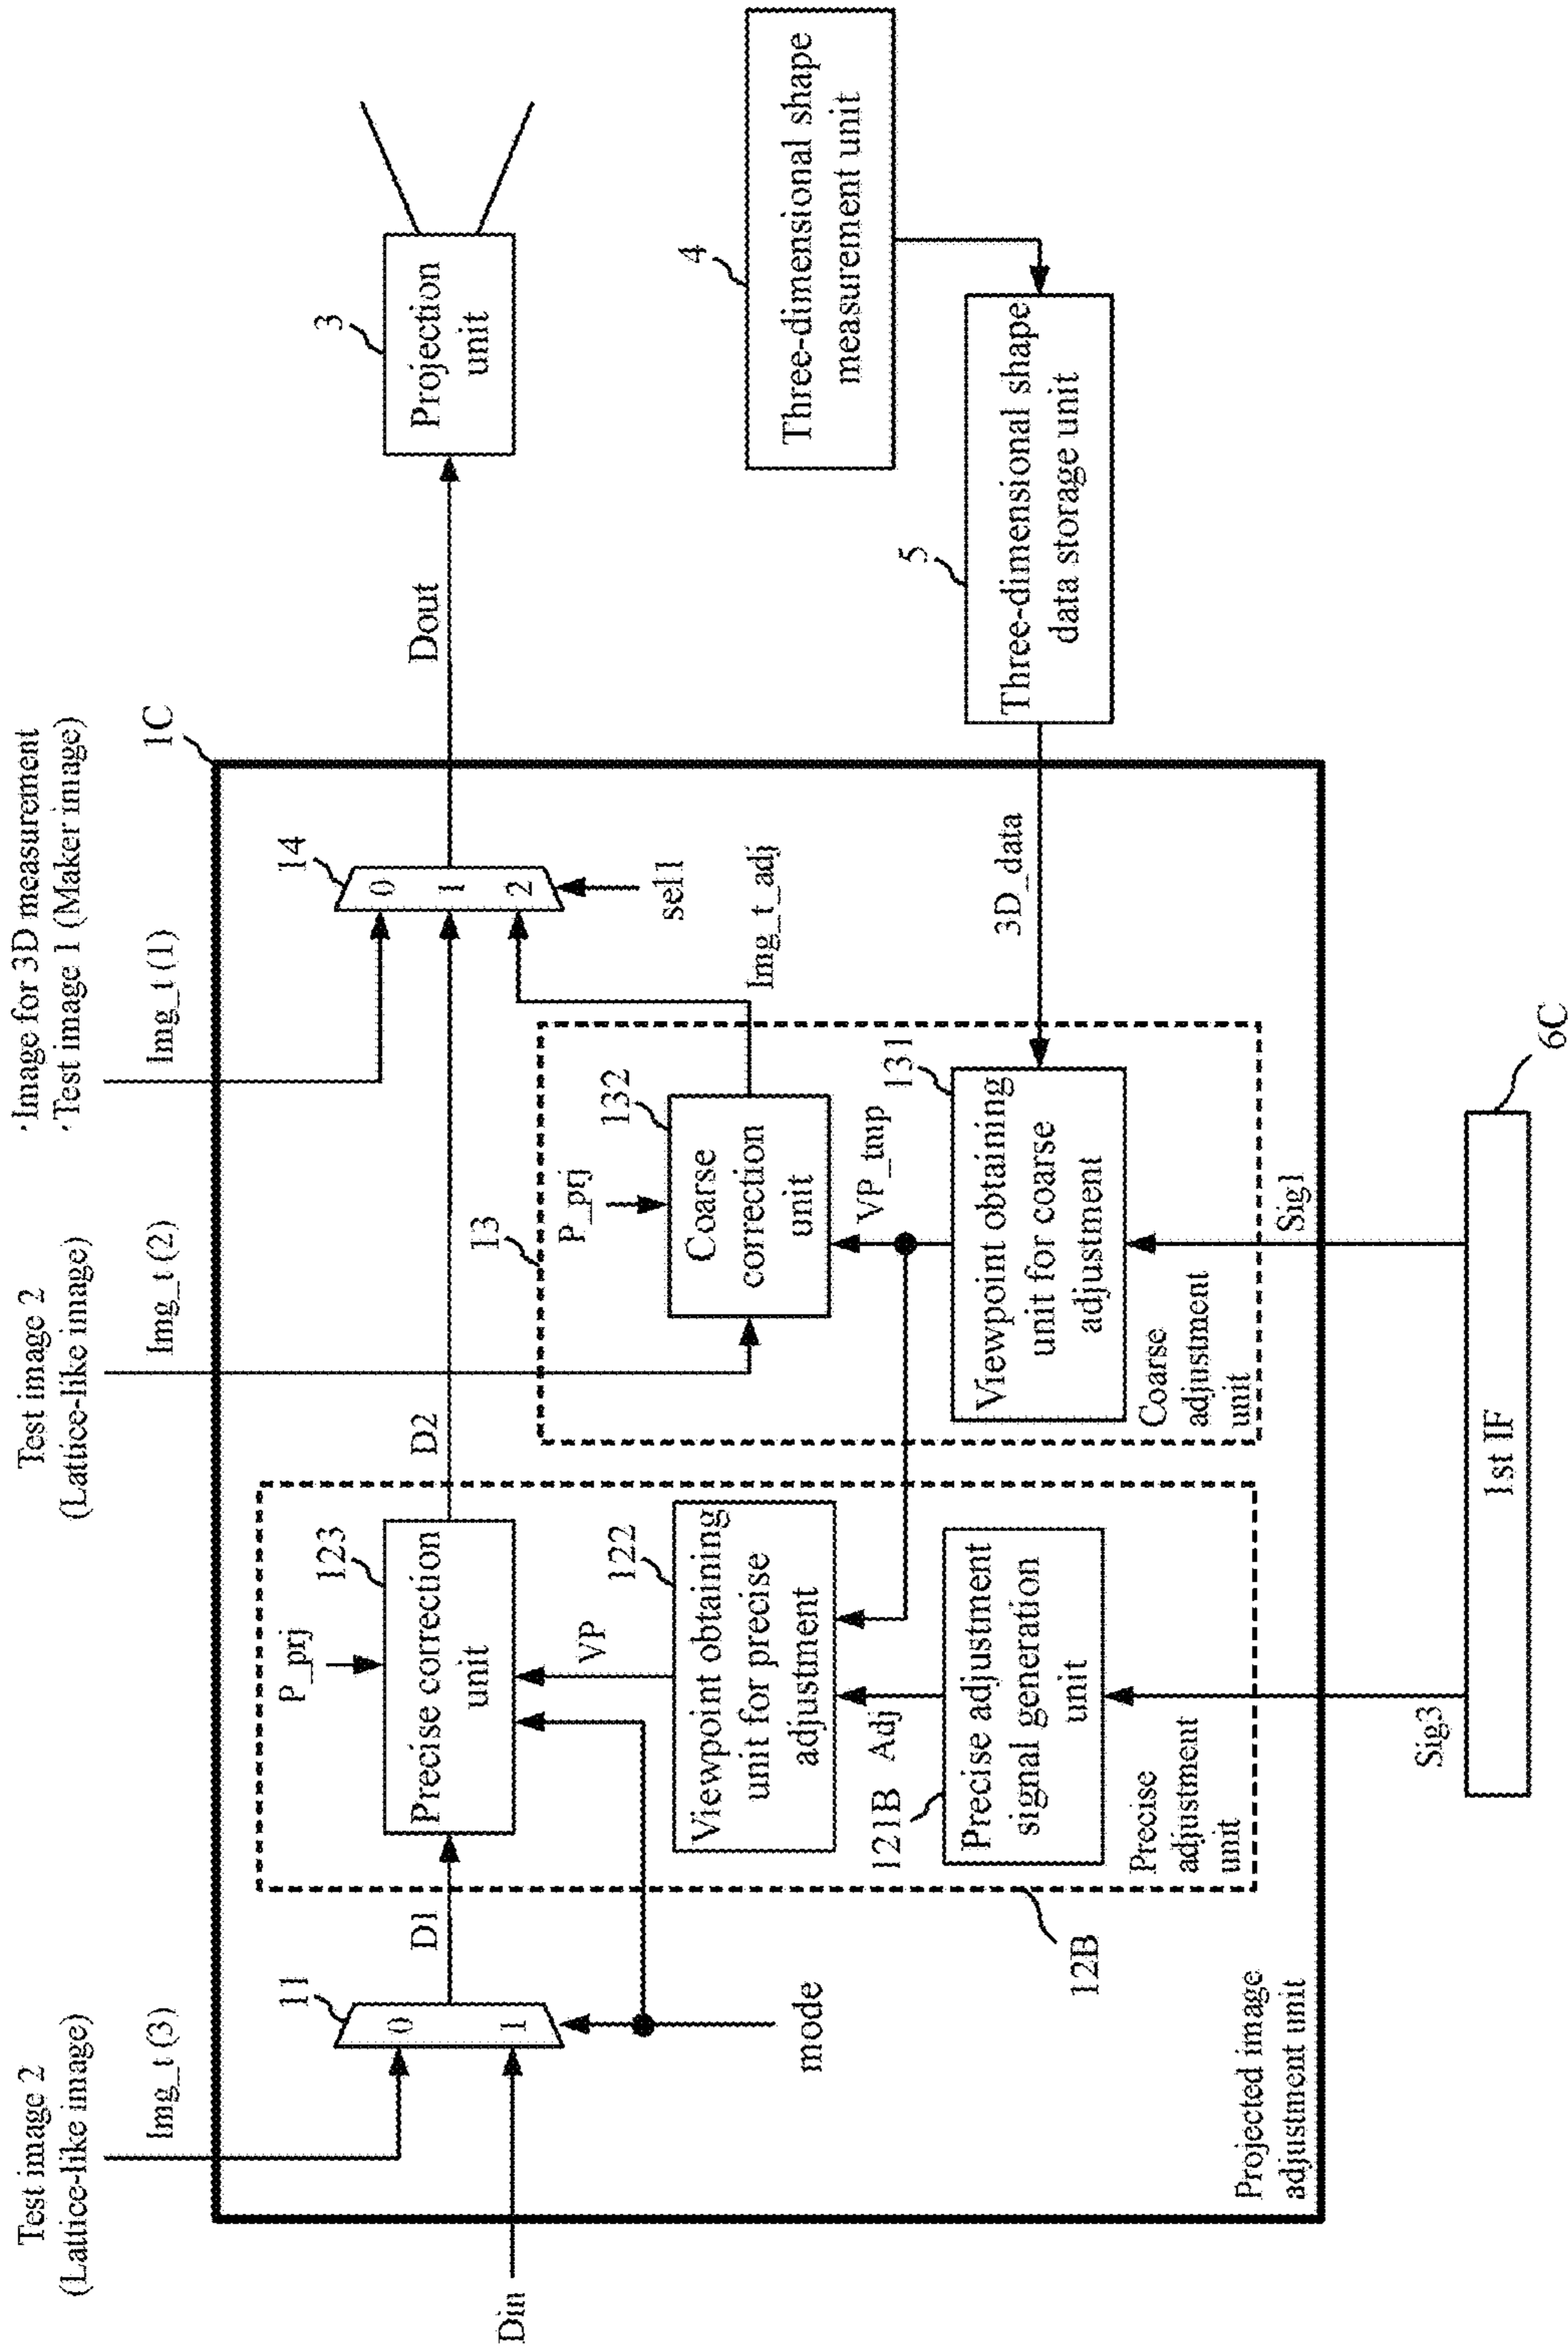 Test image 2
(Lattice-like image)
Img_t (3)
Test image 2
(Lattice-like image)
Img_t (2)
'Image for 3D measurement
'Test image 1 (Maker image)
Img_t (1)
1C
Din
11
0
1
mode
D1
P_prj
123
Precise correction
unit
VP
122
Viewpoint obtaining
unit for precise
adjustment
Adj
121B
Precise adjustment
signal generation
unit
Precise
adjustment
unit
12B
D2
13
P_prj
132
Coarse
correction
unit
VP_tmp
131
Viewpoint obtaining
unit for coarse
adjustment
Coarse
adjustment
unit
Img_t_adj
14
0
1
2
sel1
Dout
3
Projection
unit
4
Three-dimensional shape
measurement unit
5
Three-dimensional shape
data storage unit
3D_data
Projected image
adjustment unit
Sig3
Sig1
1st IF
6C